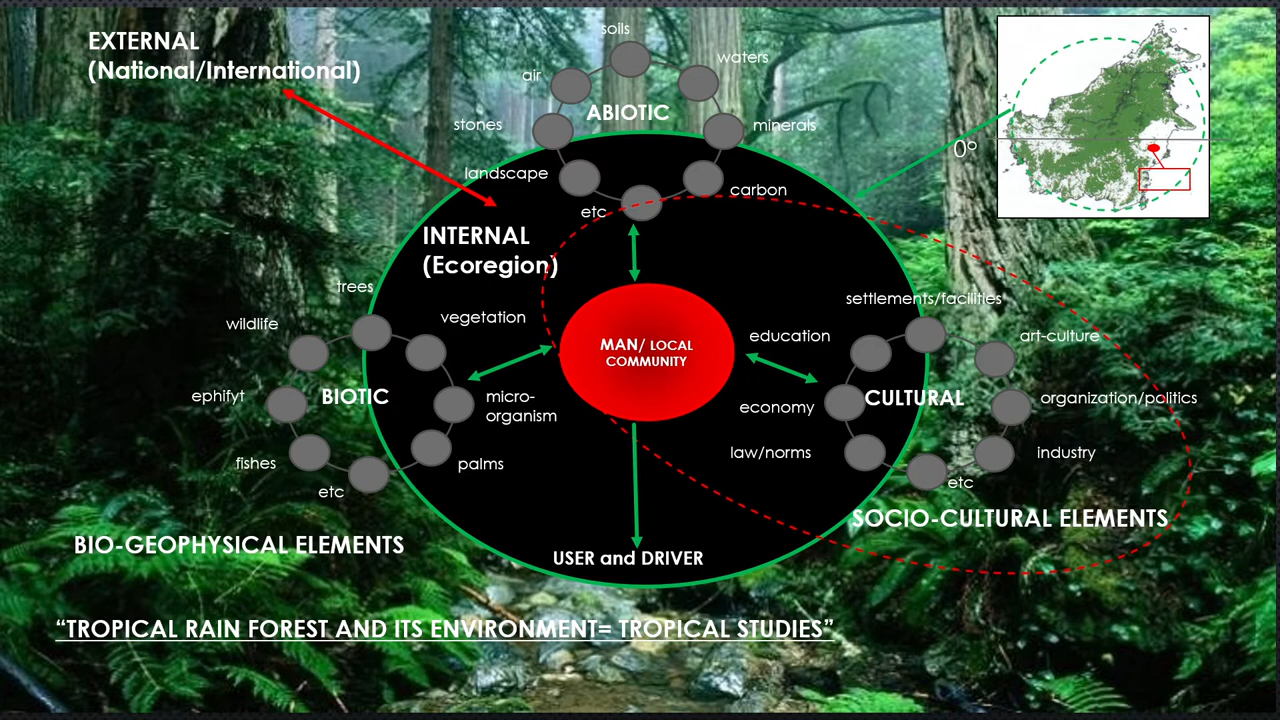 EXTERNAL
(National/International)
soils
waters
air
ABIOTIC
stones
minerals
landscape
carbon
etc
0°
INTERNAL
(Ecoregion)
trees
vegetation
wildlife
ephifyt
BIOTIC
micro-
organism
fishes
palms
etc
MAN/ LOCAL
COMMUNITY
settlements/facilities
education
art-culture
economy
CULTURAL
organization/politics
law/norms
industry
etc
SOCIO-CULTURAL ELEMENTS
BIO-GEOPHYSICAL ELEMENTS
USER and DRIVER
“TROPICAL RAIN FOREST AND ITS ENVIRONMENT= TROPICAL STUDIES”